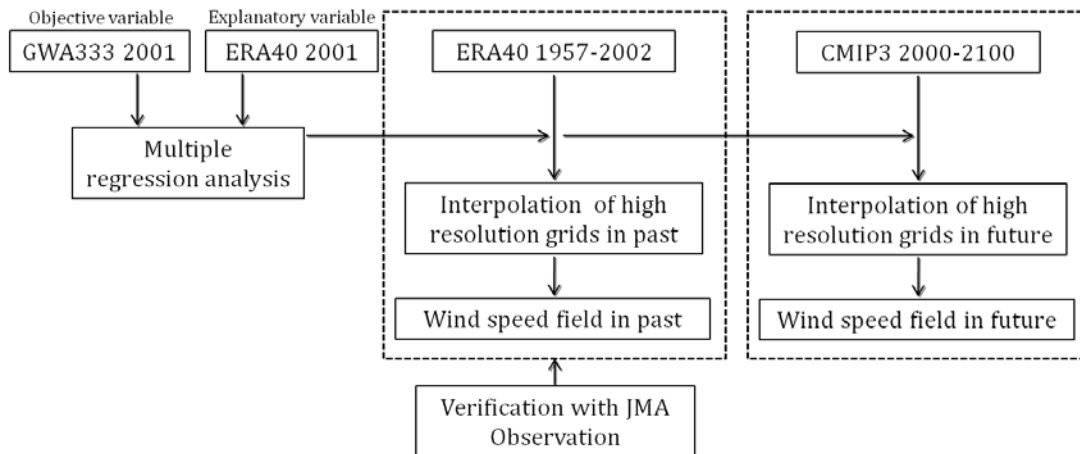 Objective variable
Explanatory variable
GWA333 2001
ERA40 2001
ERA40 1957-2002
CMIP3 2000-2100
Multiple
regression analysis
Interpolation of high
resolution grids in past
Interpolation of high
resolution grids in future
Wind speed field in past
Wind speed field in future
Verification with JMA
Observation